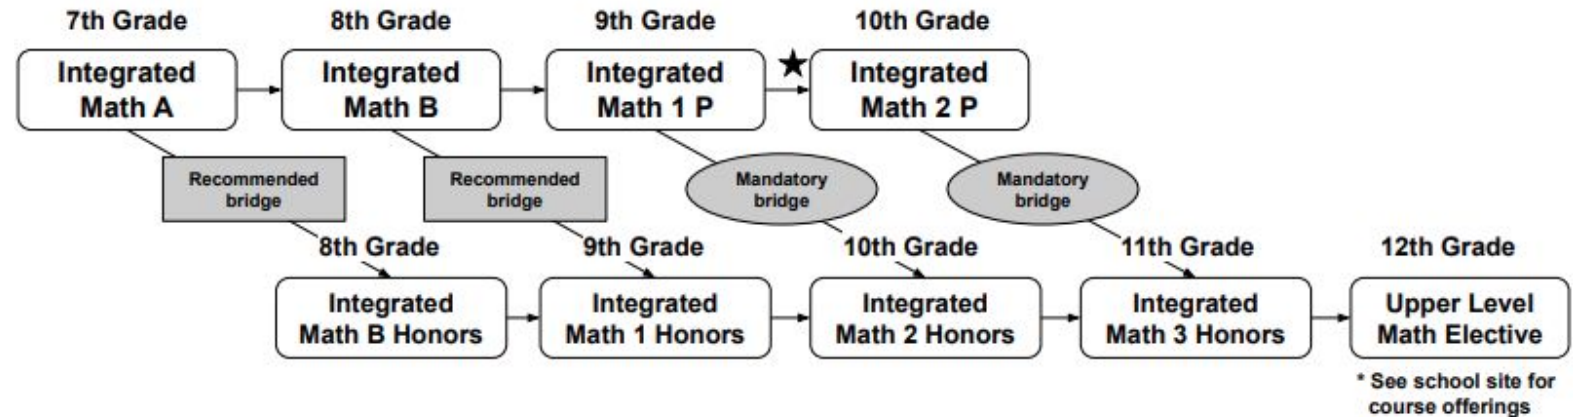 7th Grade
8th Grade
9th Grade
10th Grade
Integrated
Math A
Integrated
Math B
Integrated
Math 1 P
★
Integrated
Math 2 P
Recommended
bridge
Recommended
bridge
Mandatory
bridge
Mandatory
bridge
8th Grade
9th Grade
10th Grade
11th Grade
12th Grade
Integrated
Math B Honors
Integrated
Math 1 Honors
Integrated
Math 2 Honors
Integrated
Math 3 Honors
Upper Level
Math Elective
* See school site for
course offerings